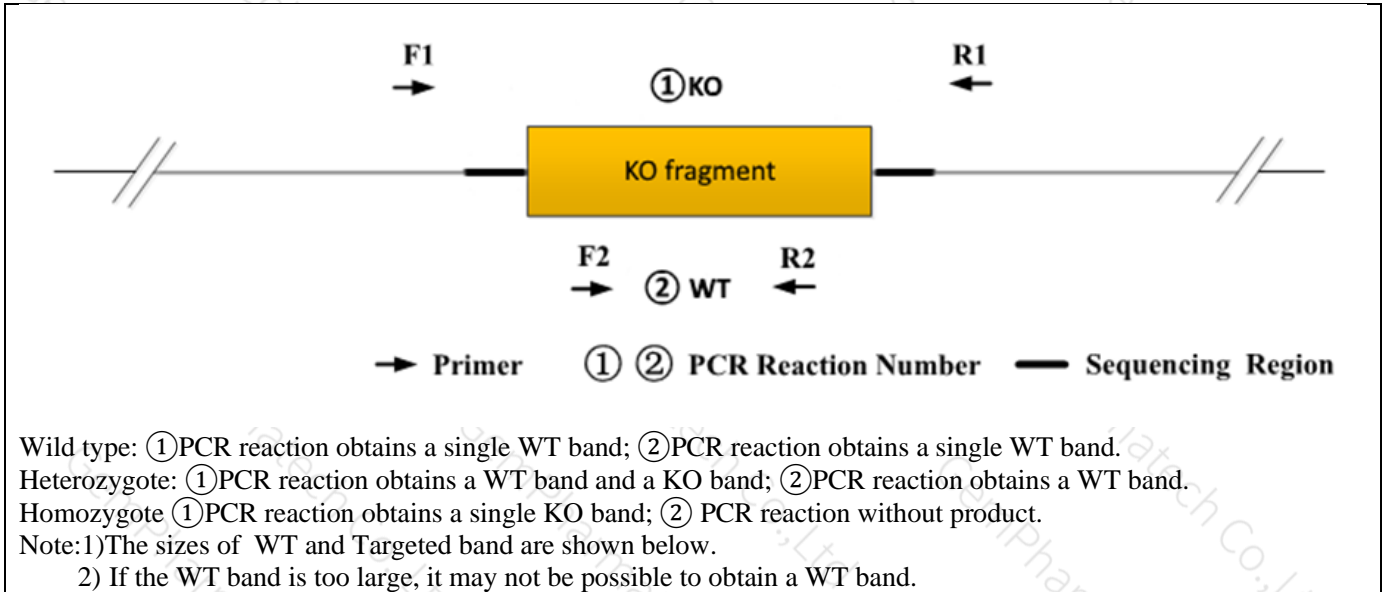 F1
R1
①KO
KO fragment
F2
R2
② WT
Primer ① ② PCR Reaction Number Sequencing Region
Wild type: ①PCR reaction obtains a single WT band; ②PCR reaction obtains a single WT band.
Heterozygote: ①PCR reaction obtains a WT band and a KO band; ②PCR reaction obtains a WT band.
Homozygote ①PCR reaction obtains a single KO band; ② PCR reaction without product.
Note:1)The sizes of WT and Targeted band are shown below.
2) If the WT band is too large, it may not be possible to obtain a WT band.